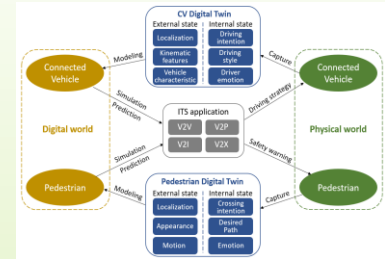 CV Digital Twin
External state Internal state
Localization
Driving
intention
Kinematic
features
Driving
style
Vehicle
characteristic
Driver
emotion
Modeling
Capture
Connected
Vehicle
Connected
Vehicle
Simulation
Prediction
Driving strategy
ITS application
V2V V2P
V2I V2X
Digital world
Physical world
Simulation
Prediction
Safety warning
Pedestrian
Pedestrian
Modeling
Capture
Pedestrian Digital Twin
External state Internal state
Localization
Crossing
intention
Appearance
Desired
Path
Motion
Emotion